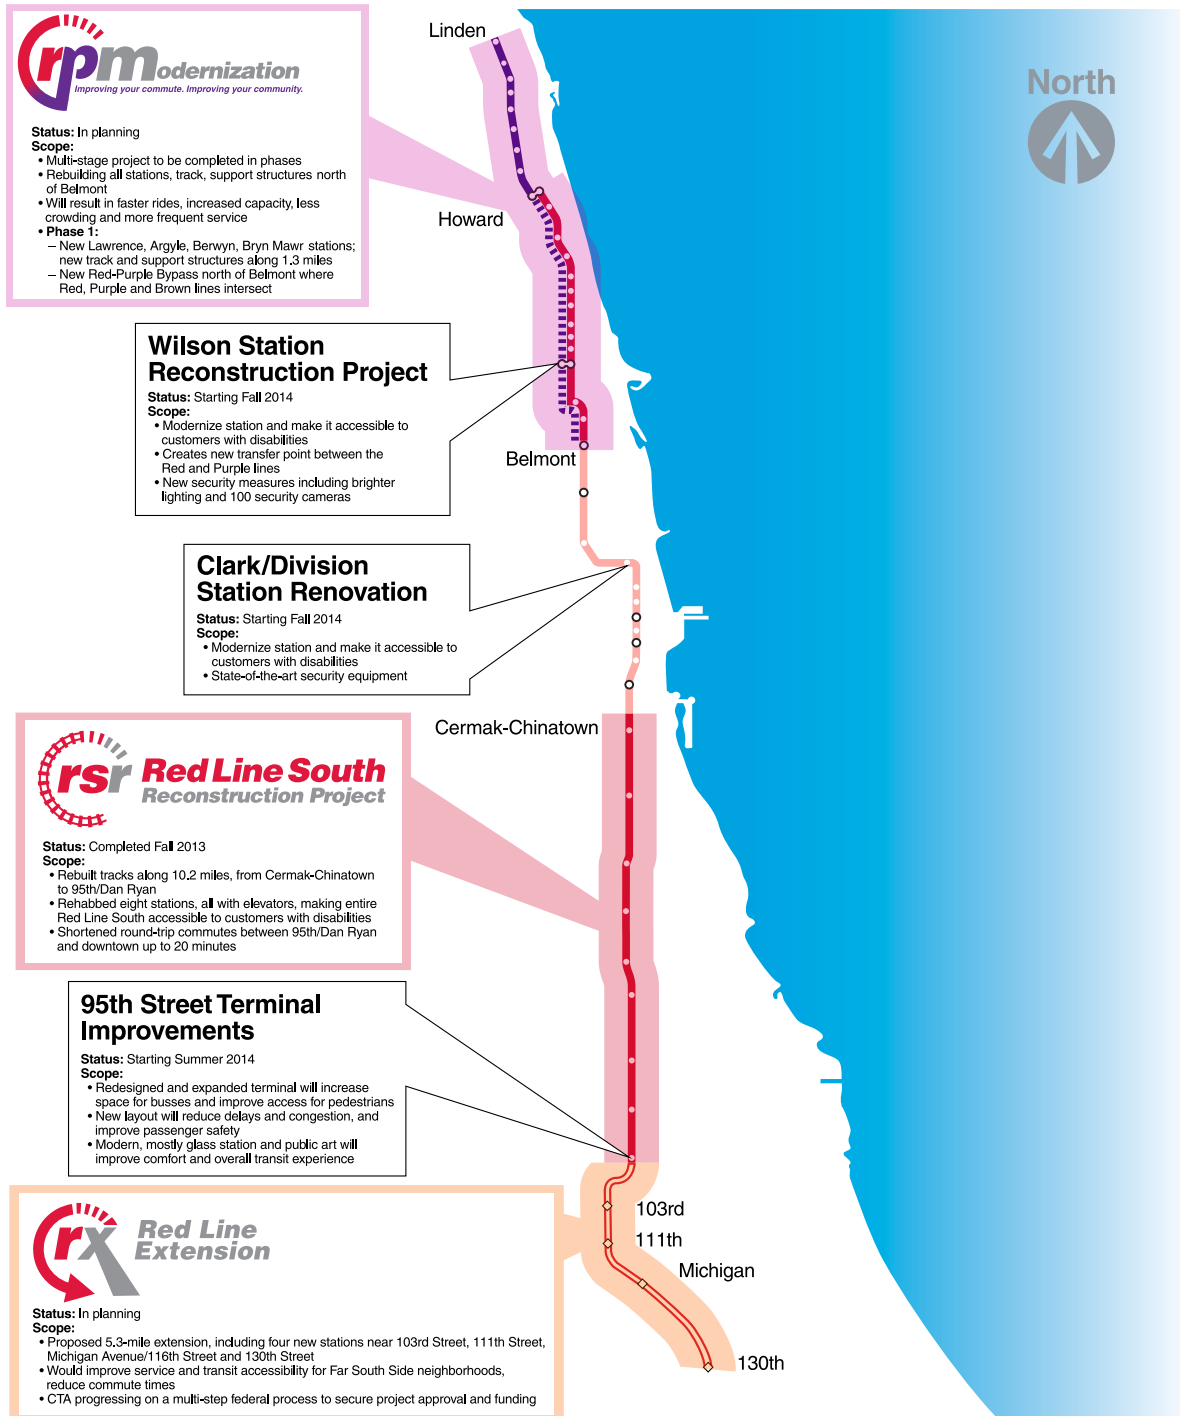 Linden
North
rpmodernization
Improving your commute. Improving your community.
Status: In planning
Scope:
• Multi-stage project to be completed in phases
• Rebuilding all stations, track, support structures north
of Belmont
• Will result in faster rides, increased capacity, less
crowding and more frequent service
• Phase 1:
– New Lawrence, Argyle, Berwyn, Bryn Mawr stations;
new track and support structures along 1.3 miles
– New Red-Purple Bypass north of Belmont where
Red, Purple and Brown lines intersect
Howard
Wilson Station
Reconstruction Project
Status: Starting Fall 2014
Scope:
• Modernize station and make it accessible to
customers with disabilities
• Creates new transfer point between the
Red and Purple lines
• New security measures including brighter
lighting and 100 security cameras
Belmont
Clark/Division
Station Renovation
Status: Starting Fall 2014
Scope:
• Modernize station and make it accessible to
customers with disabilities
• State-of-the-art security equipment
Cermak-Chinatown
rsr Red Line South
Reconstruction Project
Status: Completed Fall 2013
Scope:
• Rebuilt tracks along 10.2 miles, from Cermak-Chinatown
to 95th/Dan Ryan
• Rehabbed eight stations, all with elevators, making entire
Red Line South accessible to customers with disabilities
• Shortened round-trip commutes between 95th/Dan Ryan
and downtown up to 20 minutes
95th Street Terminal
Improvements
Status: Starting Summer 2014
Scope:
• Redesigned and expanded terminal will increase
space for busses and improve access for pedestrians
• New layout will reduce delays and congestion, and
improve passenger safety
• Modern, mostly glass station and public art will
improve comfort and overall transit experience
103rd
111th
Michigan
130th
rx Red Line
Extension
Status: In planning
Scope:
• Proposed 5.3-mile extension, including four new stations near 103rd Street, 111th Street,
Michigan Avenue/116th Street and 130th Street
• Would improve service and transit accessibility for Far South Side neighborhoods,
reduce commute times
• CTA progressing on a multi-step federal process to secure project approval and funding